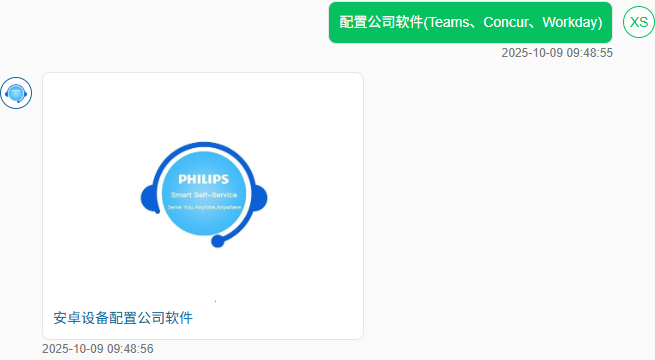 配置公司软件(Teams、Concur、Workday)
XS
2025-10-09 09:48:55
PHILIPS
Smart Self-Service
Serve You Anytime,Anywhere
安卓设备配置公司软件
2025-10-09 09:48:56